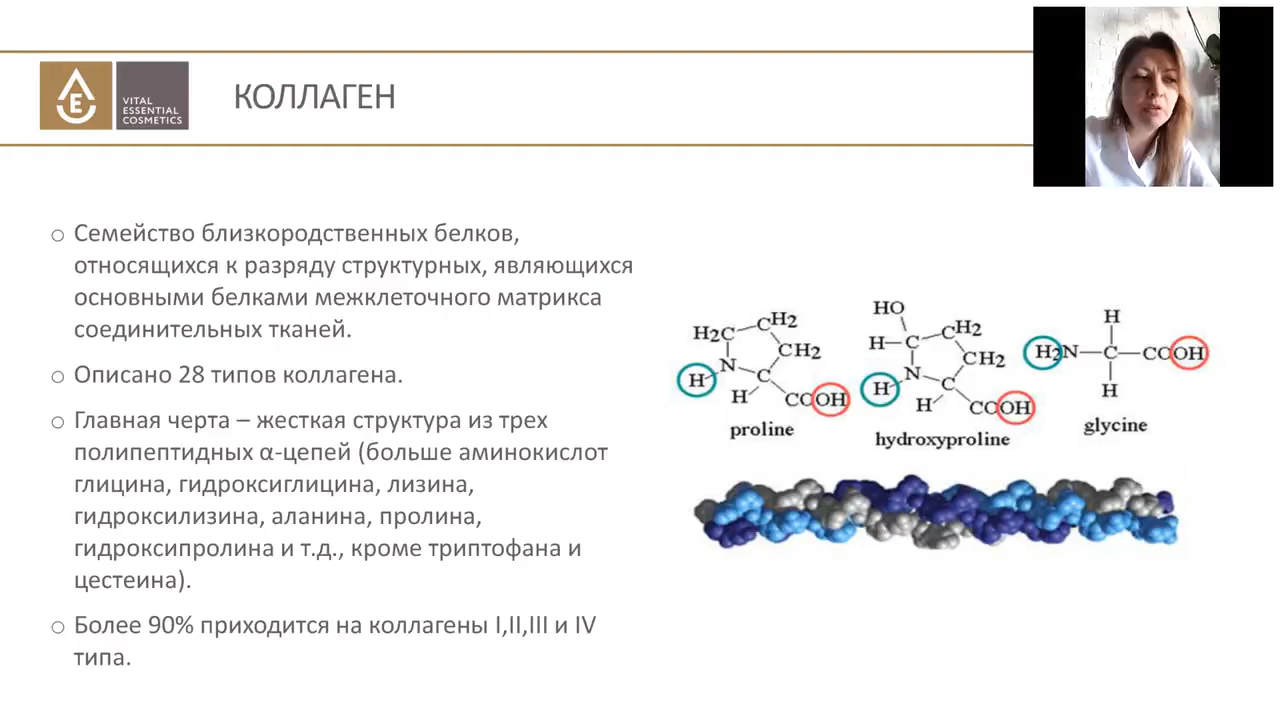 VITAL
ESSENTIAL
COSMETICS
E
КОЛЛАГЕН
Семейство близкородственных белков,
относящихся к разряду структурных, являющихся
основными белками межклеточного матрикса
соединительных тканей.
Описано 28 типов коллагена.
Главная черта – жесткая структура из трех
полипептидных α-цепей (больше аминокислот
глицина, гидроксиглицина, лизина,
гидроксилизина, аланина, пролина,
гидроксипролина и т.д., кроме триптофана и
цестеина).
Более 90% приходится на коллагены I,II,III и IV
типа.
H2C CH2
CH2
N
H C
H COOH
proline
HO
H C CH2
CH2
N
H C
H COOH
hydroxyproline
H
H2N C COOH
H
glycine